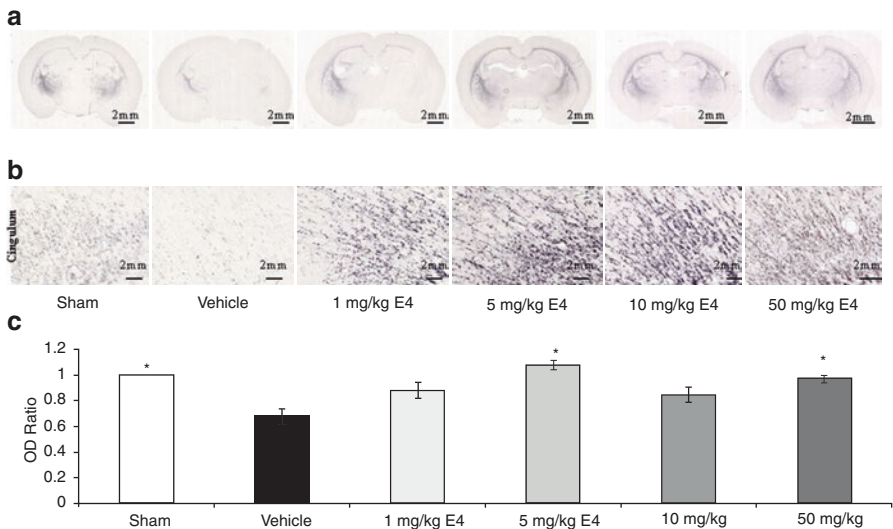 a
2mm 2mm 2mm 2mm 2mm 2mm
b
Cingulum
2mm 2mm 2mm 2mm 2mm 2mm
Sham Vehicle 1 mg/kg E4 5 mg/kg E4 10 mg/kg E4 50 mg/kg E4
c
OD Ratio
1.2
1
0.8
0.6
0.4
0.2
0
* * *
Sham Vehicle 1 mg/kg E4 5 mg/kg E4 10 mg/kg 50 mg/kg